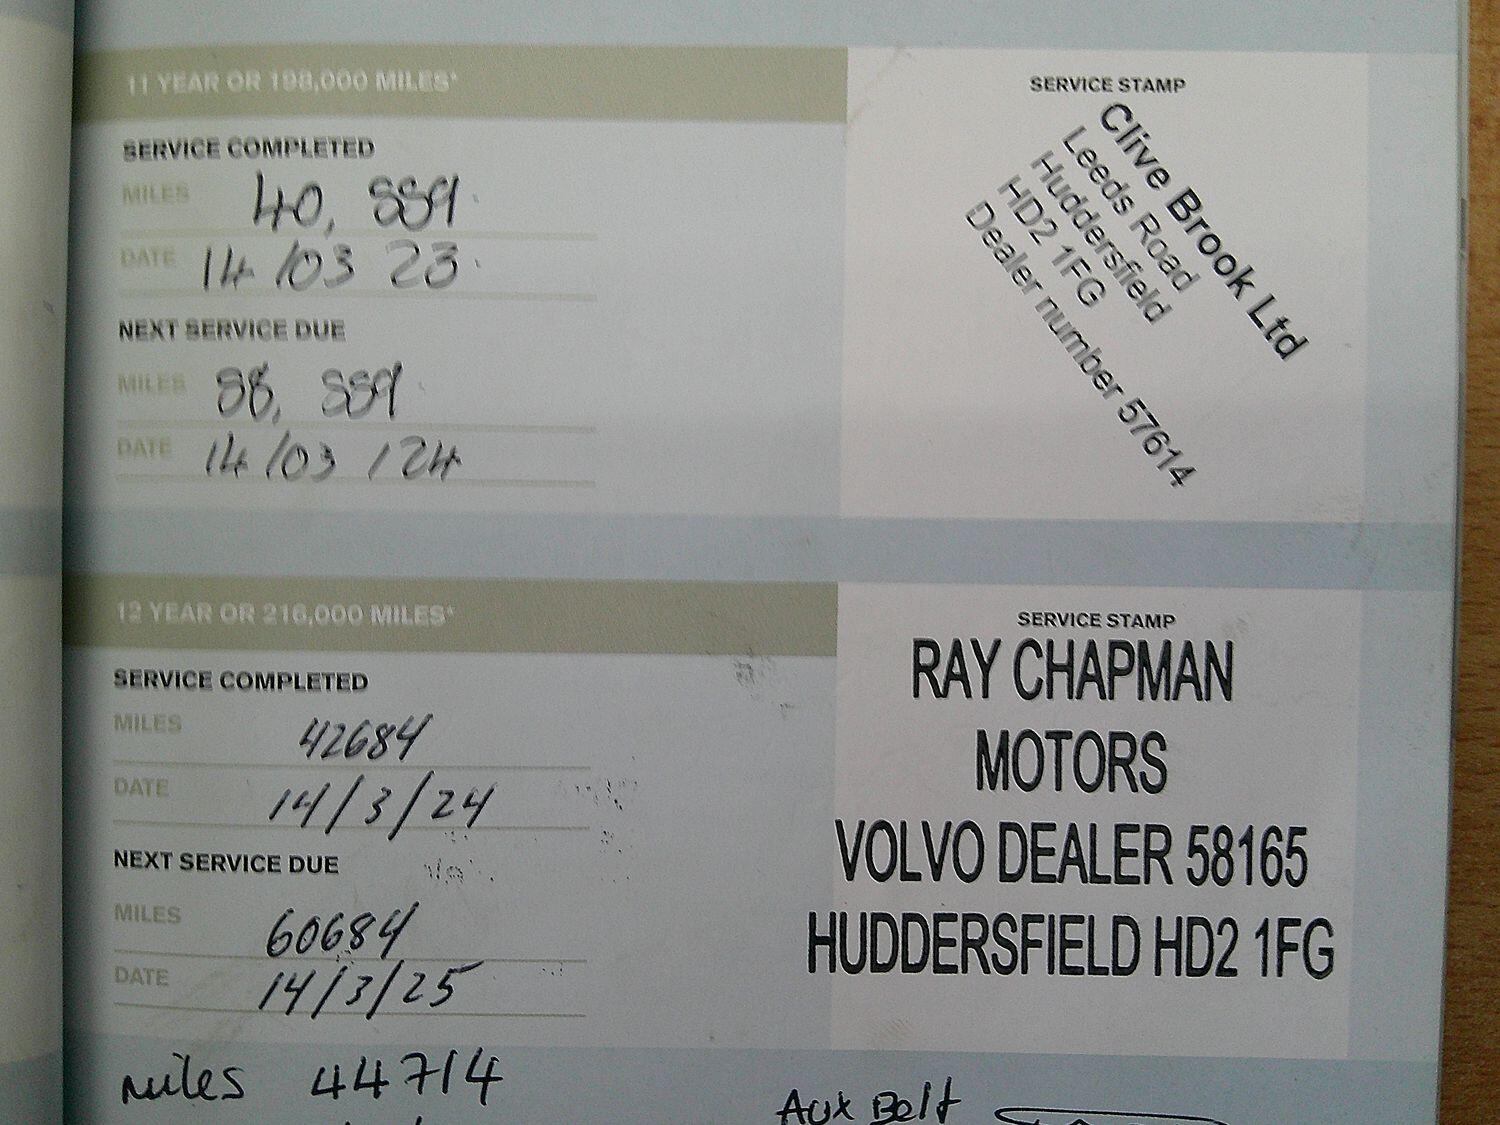 11 YEAR OR 198,000 MILES*
SERVICE COMPLETED
MILES 40, 889
DATE 14/03 23
NEXT SERVICE DUE
MILES 88, 889
DATE 14/03/24
SERVICE STAMP
Clive Brook Ltd
Leeds Road
Huddersfield
HD2 1FG
Dealer number 57614
12 YEAR OR 216,000 MILES*
SERVICE COMPLETED
MILES 42684
DATE 14/3/24
NEXT SERVICE DUE
MILES 60684
DATE 14/3/25
SERVICE STAMP
RAY CHAPMAN
MOTORS
VOLVO DEALER 58165
HUDDERSFIELD HD2 1FG
miles 44714
Aux Belt